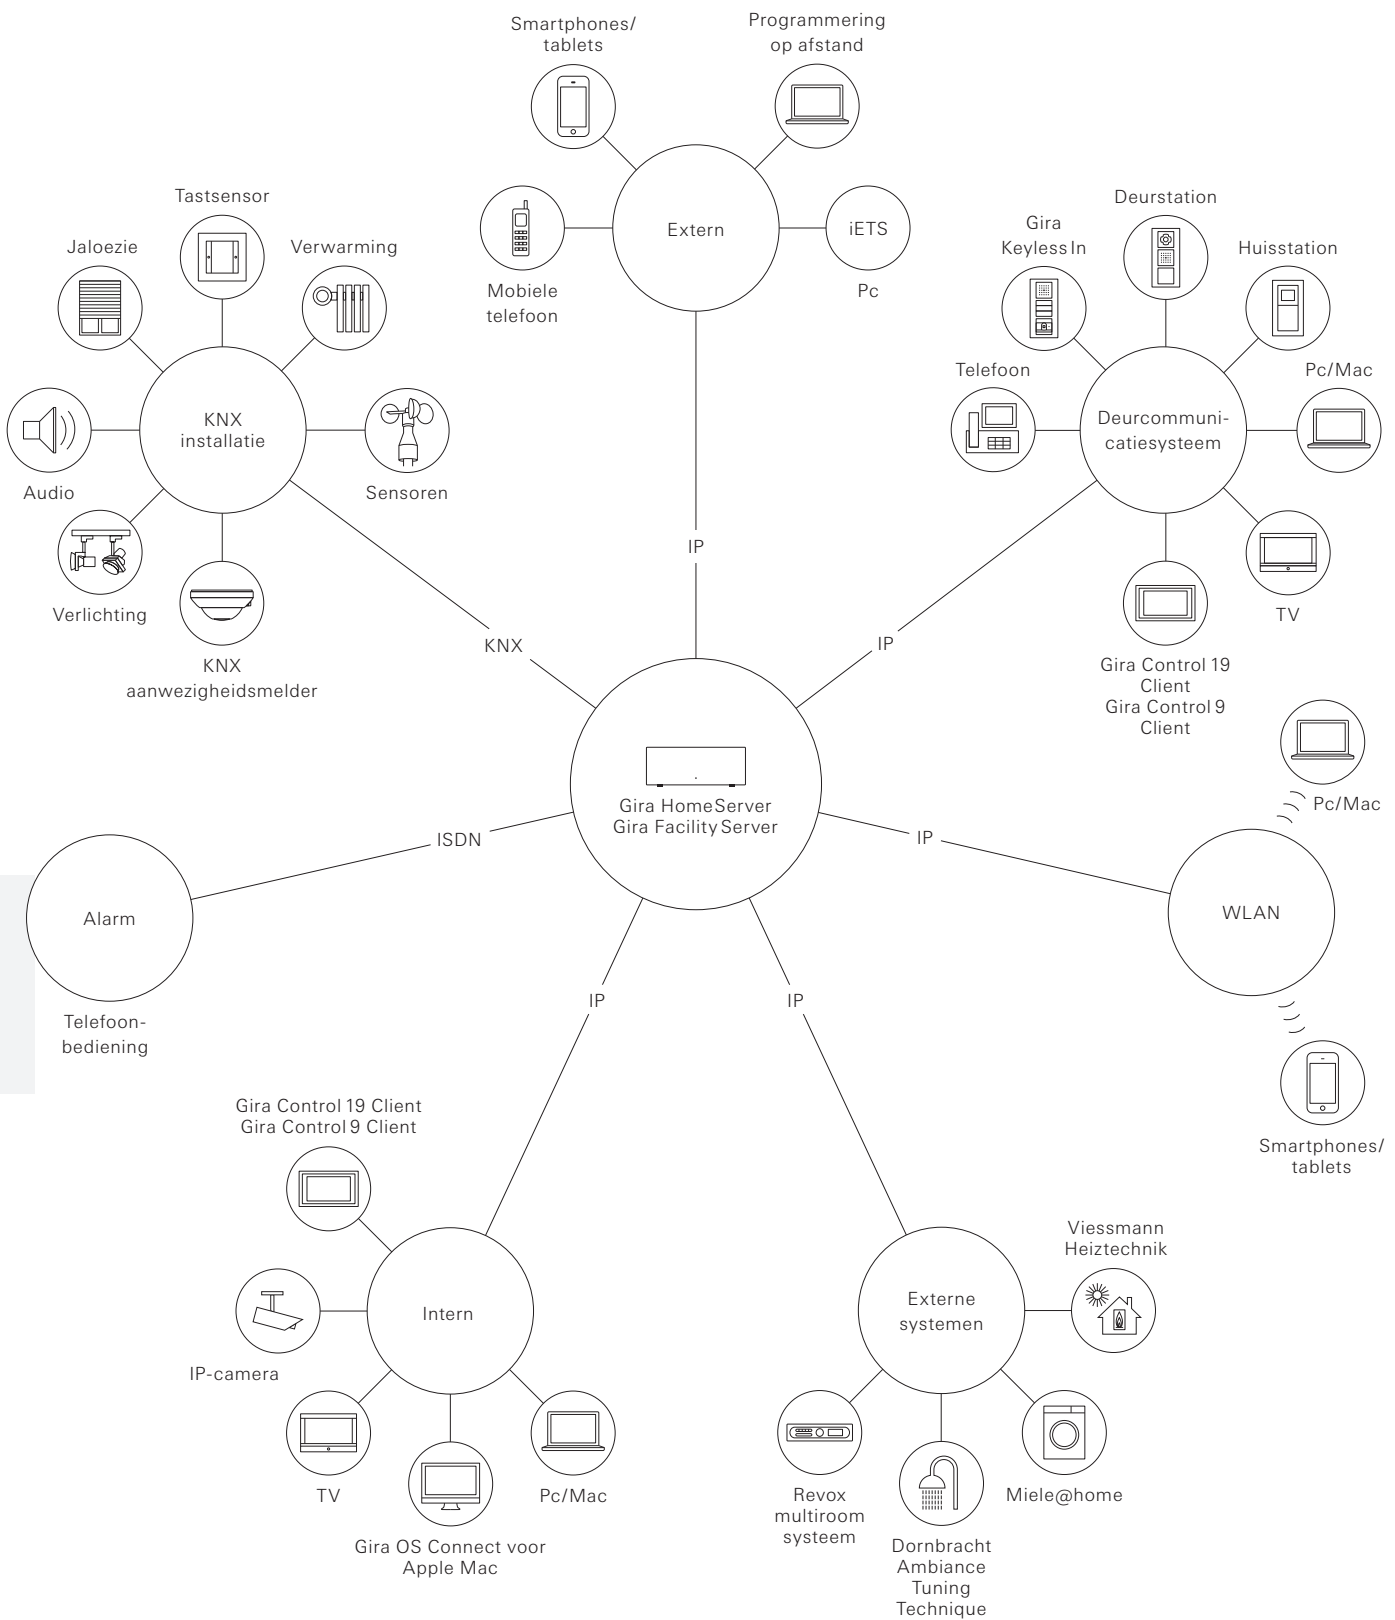 Smartphones/
tablets
Programmering
op afstand
Extern
iETS
Pc
Mobiele
telefoon
Tastsensor
Jaloezie
Verwarming
KNX
installatie
Audio
Sensoren
Verlichting
KNX
aanwezigheidsmelder
Deurstation
Gira
Keyless In
Huisstation
Telefoon
Pc/Mac
Deurcommuni-
catiesysteem
TV
Gira Control 19
Client
Gira Control 9
Client
IP
KNX
IP
Gira HomeServer
Gira Facility Server
ISDN
IP
Pc/Mac
WLAN
Smartphones/
tablets
Alarm
Telefoon-
bediening
IP
IP
Gira Control 19 Client
Gira Control 9 Client
Intern
IP-camera
TV
Pc/Mac
Gira OS Connect voor
Apple Mac
Viessmann
Heiztechnik
Externe
systemen
Revox
multiroom
systeem
Miele@home
Dornbracht
Ambiance
Tuning
Technique